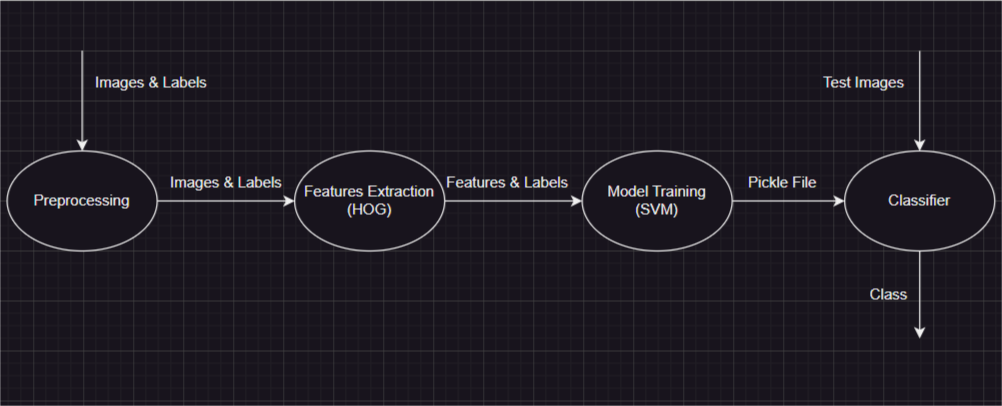 Images & Labels
Test Images
Preprocessing
Images & Labels
Features Extraction
(HOG)
Features & Labels
Model Training
(SVM)
Pickle File
Classifier
Class